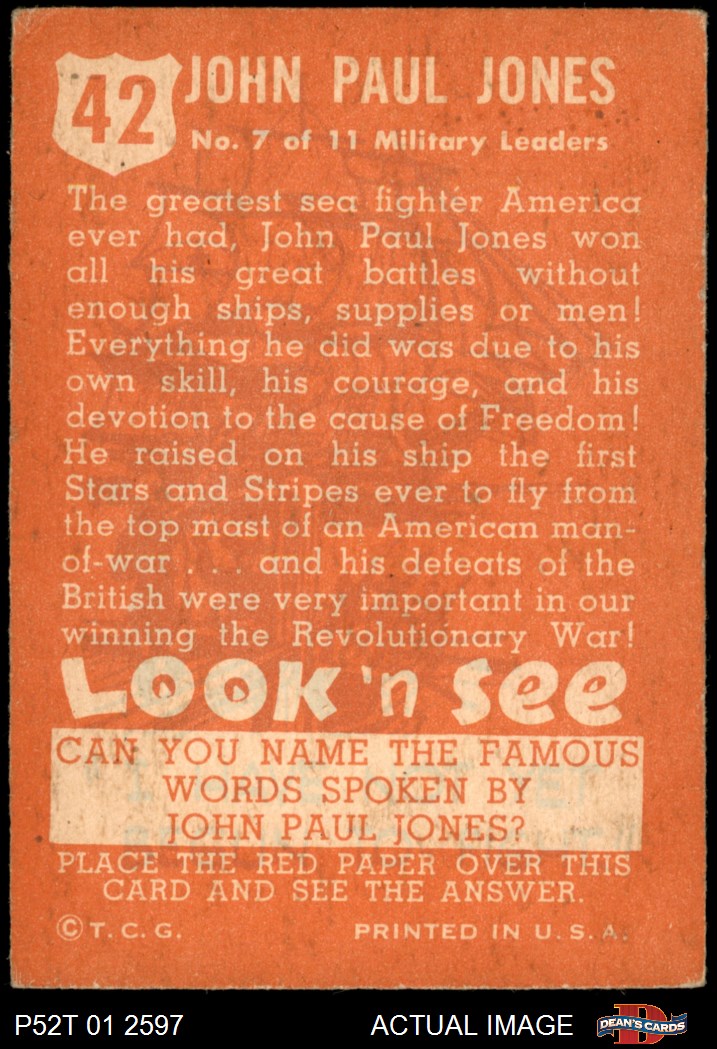 42
JOHN PAUL JONES
No. 7 of 11 Military Leaders
The greatest sea fighter America
ever had, John Paul Jones won
all his great battles without
enough ships, supplies or men!
Everything he did was due to his
own skill, his courage, and his
devotion to the cause of Freedom!
He raised on his ship the first
Stars and Stripes ever to fly from
the top mast of an American man-
of-war . . . and his defeats of the
British were very important in our
winning the Revolutionary War!
LOOK 'n See
CAN YOU NAME THE FAMOUS
WORDS SPOKEN BY
JOHN PAUL JONES?
PLACE THE RED PAPER OVER THIS
CARD AND SEE THE ANSWER.
© T. C. G. PRINTED IN U. S. A.
P52T 01 2597 ACTUAL IMAGE D DEAN'S CARDS